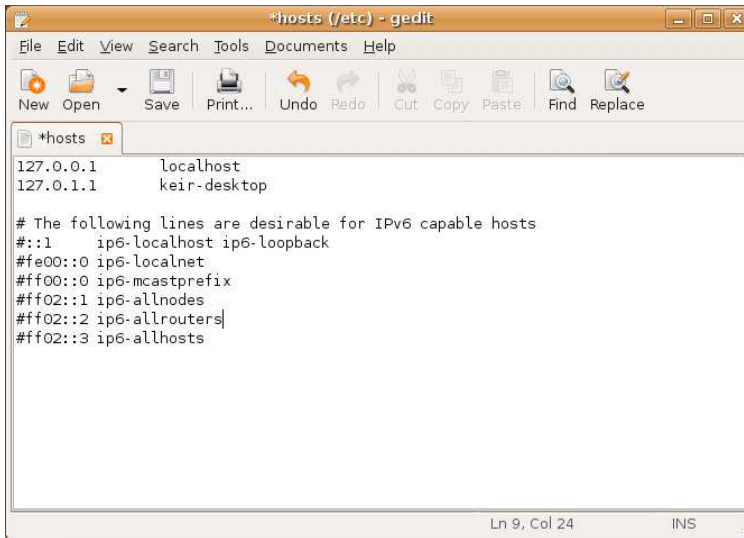 *hosts (/etc) - gedit
File Edit View Search Tools Documents Help
New Open Save Print... Undo Redo Cut Copy Paste Find Replace
*hosts
127.0.0.1 localhost
127.0.1.1 keir-desktop
# The following lines are desirable for IPv6 capable hosts
#::1 ip6-localhost ip6-loopback
#fe00::0 ip6-localnet
#ff00::0 ip6-mcastprefix
#ff02::1 ip6-allnodes
#ff02::2 ip6-allrouters
#ff02::3 ip6-allhosts
Ln 9, Col 24 INS